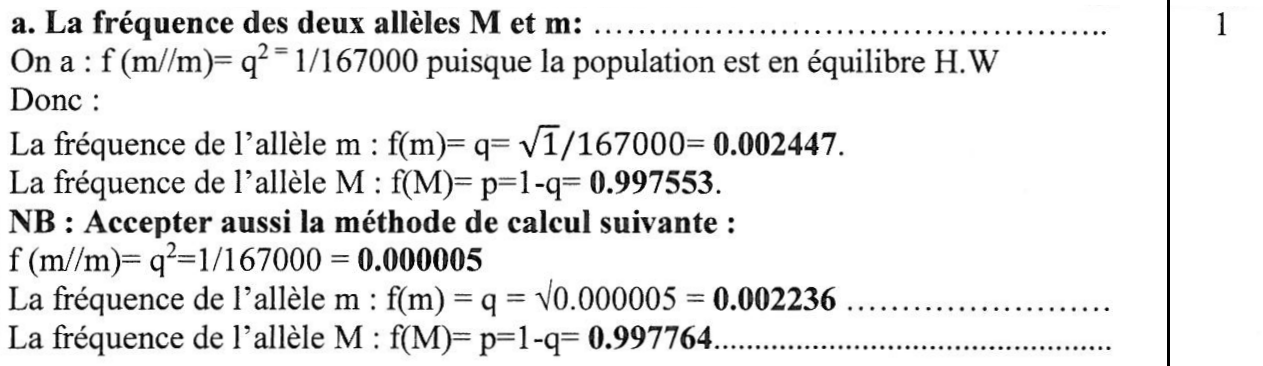 a. La fréquence des deux allèles M et m: ................................................ 1
On a : f (m//m)= q² = 1/167000 puisque la population est en équilibre H.W
Donc :
La fréquence de l’allèle m : f(m)= q= √1/167000= 0.002447.
La fréquence de l’allèle M : f(M)= p=1-q= 0.997553.
NB : Accepter aussi la méthode de calcul suivante :
f (m//m)= q²=1/167000 = 0.000005
La fréquence de l’allèle m : f(m) = q = √0.000005 = 0.002236 .........................
La fréquence de l’allèle M : f(M)= p=1-q= 0.997764................................................